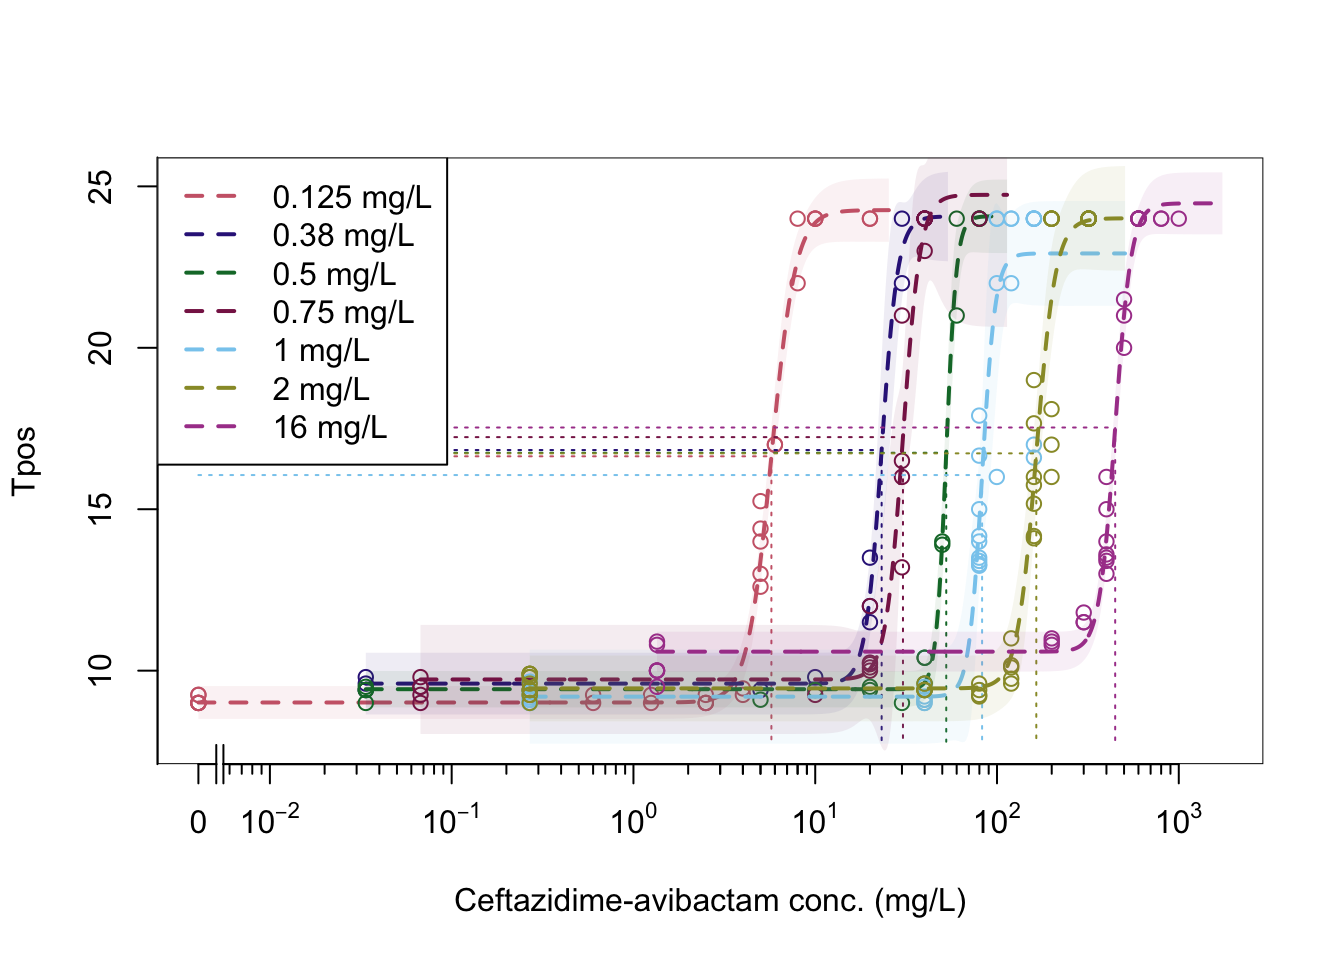 25
20
15
10
Tpos
0.125 mg/L
0.38 mg/L
0.5 mg/L
0.75 mg/L
1 mg/L
2 mg/L
16 mg/L
0 10⁻² 10⁻¹ 10⁰ 10¹ 10² 10³
Ceftazidime-avibactam conc. (mg/L)